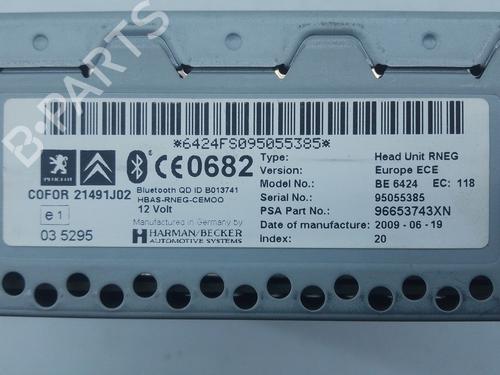 B-PARTS
*6424FS095055385*
PEUGEOT
CE0682
COFOR 21491J02
Bluetooth QD ID B013741
HBAS-RNEG-CEM00
12 Volt
e1
03 5295
Manufactured in Germany by
HARMAN/BECKER
AUTOMOTIVE SYSTEMS
Type: Head Unit RNEG
Version: Europe ECE
Model No.: BE 6424 EC: 118
Serial No.: 95055385
PSA Part No.: 96653743XN
Date of manufacture: 2009-06-19
Index: 20